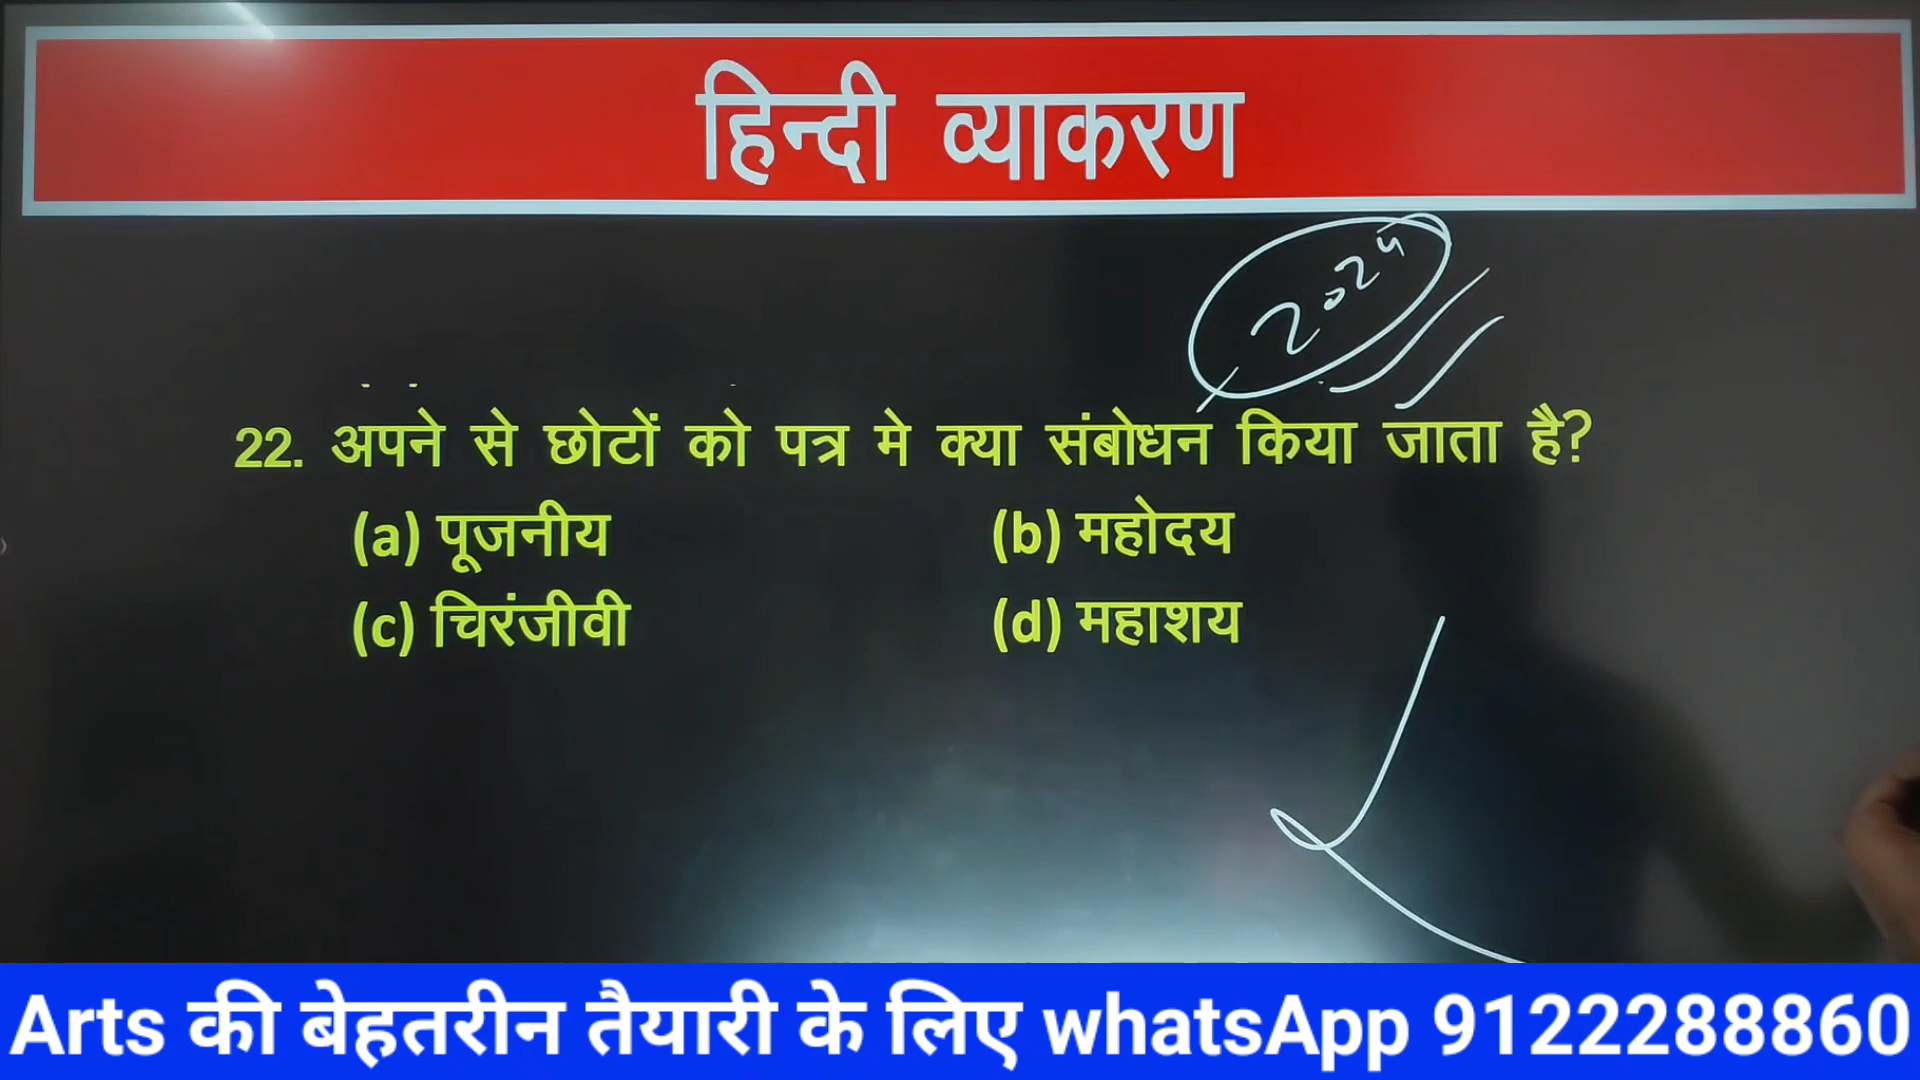 हिन्दी व्याकरण
2024
22. अपने से छोटों को पत्र मे क्या संबोधन किया जाता है?
(a) पूजनीय (b) महोदय
(c) चिरंजीवी (d) महाशय
Arts की बेहतरीन तैयारी के लिए whatsApp 9122288860